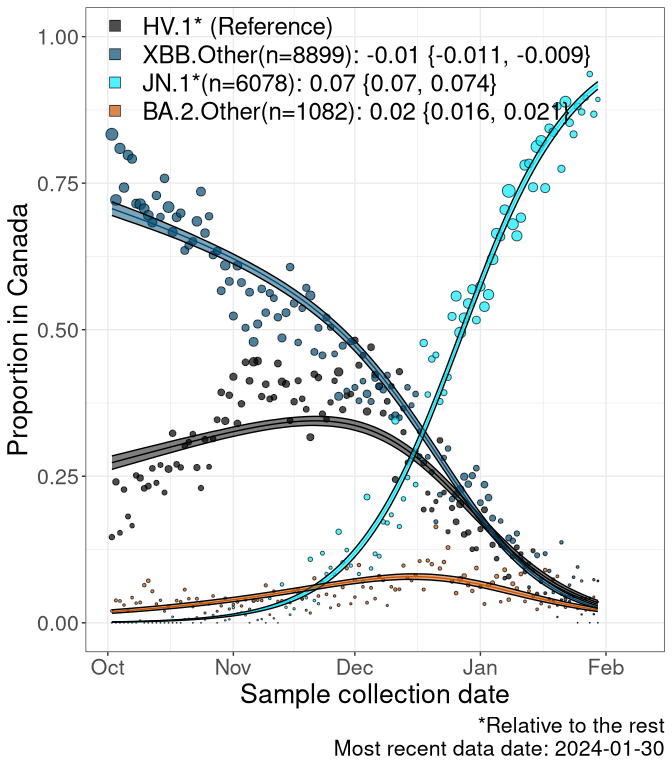 HV.1* (Reference)
XBB.Other(n=8899): -0.01 {-0.011, -0.009}
JN.1*(n=6078): 0.07 {0.07, 0.074}
BA.2.Other(n=1082): 0.02 {0.016, 0.021}
Proportion in Canada
1.00
0.75
0.50
0.25
0.00
Oct Nov Dec Jan Feb
Sample collection date
*Relative to the rest
Most recent data date: 2024-01-30